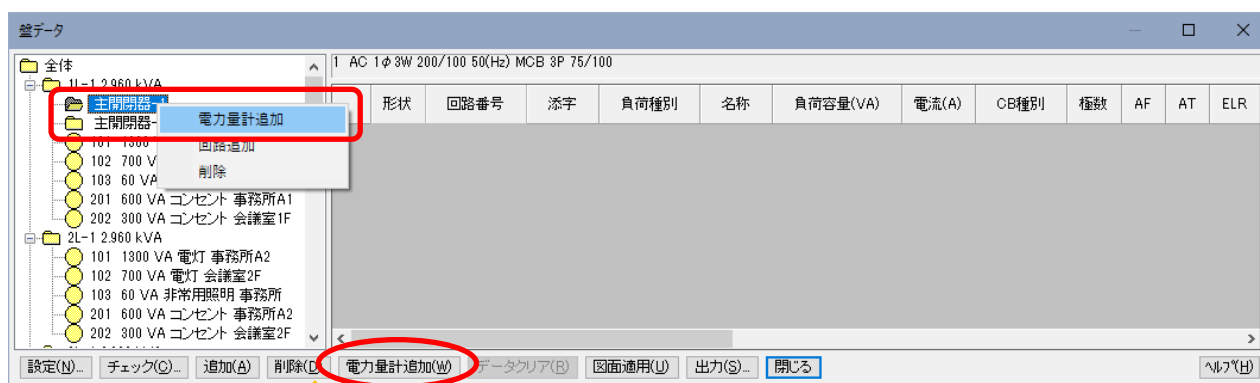 盤データ
全体
1L-1 2.960 kVA
主開閉器-1
主開閉器-
101 1300
102 700 V
103 60 VA
201 600 VA コンセント 事務所A1
202 300 VA コンセント 会議室1F
2L-1 2.960 kVA
101 1300 VA 電灯 事務所A2
102 700 VA 電灯 会議室2F
103 60 VA 非常用照明 事務所
201 600 VA コンセント 事務所A2
202 300 VA コンセント 会議室2F
電力量計追加
回路追加
削除
1 AC 1φ3W 200/100 50(Hz) MCB 3P 75/100
形状 回路番号 添字 負荷種別 名称 負荷容量(VA) 電流(A) CB種別 極数 AF AT ELR
設定(N)... チェック(C)... 追加(A) 削除(D 電力量計追加(W) データクリア(R) 図面適用(U) 出力(S)... 閉じる ヘルプ(H)